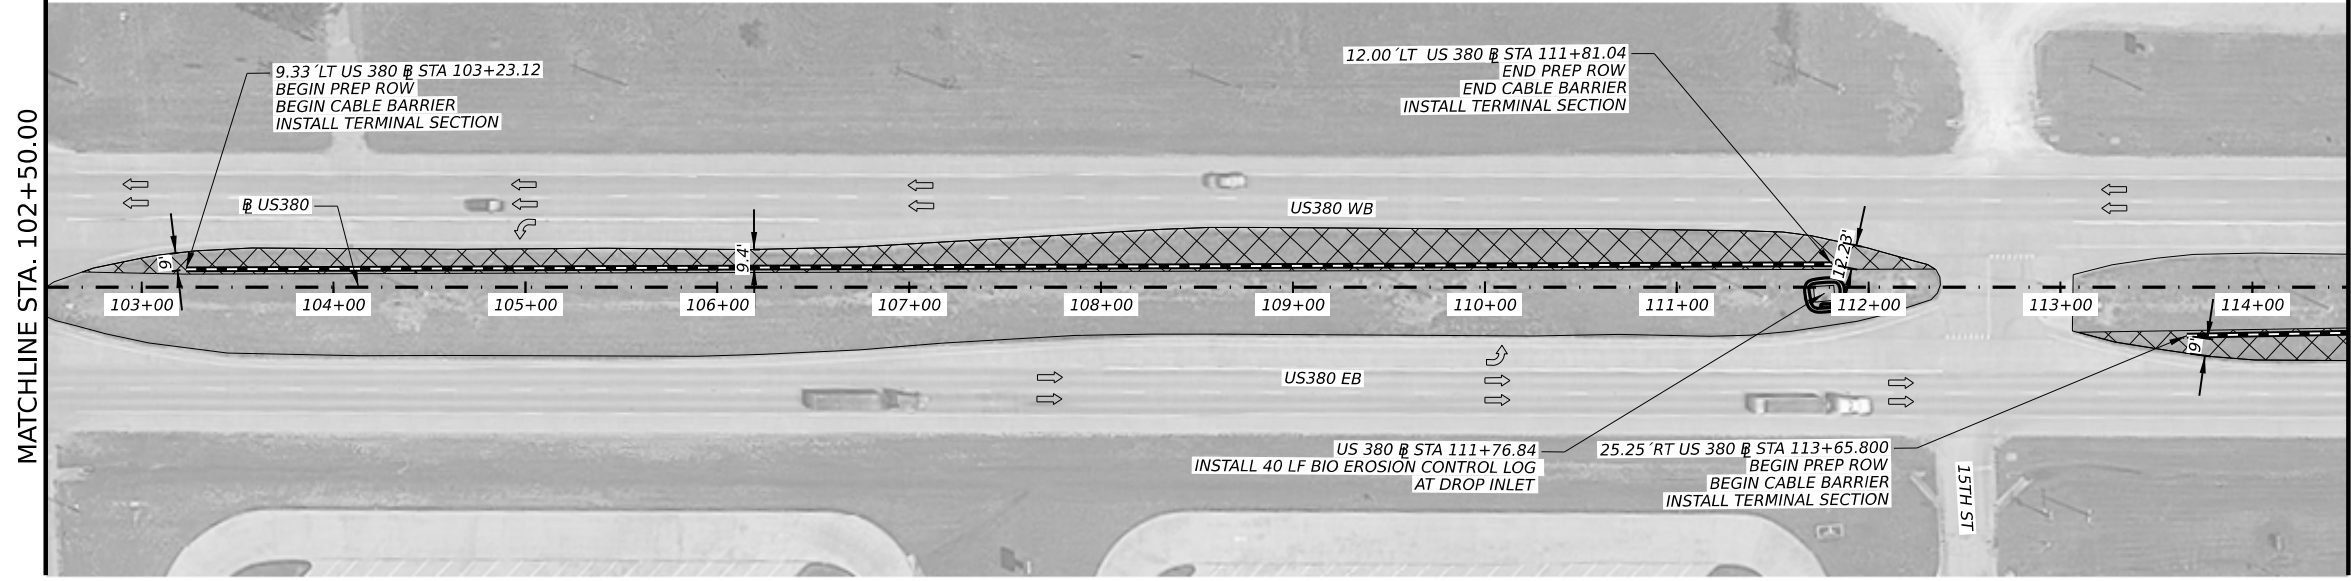 MATCHLINE STA. 102+50.00
9.33´LT US 380 BL STA 103+23.12
BEGIN PREP ROW
BEGIN CABLE BARRIER
INSTALL TERMINAL SECTION
12.00´LT US 380 BL STA 111+81.04
END PREP ROW
END CABLE BARRIER
INSTALL TERMINAL SECTION
BL US380
US380 WB
9'
9.4'
12.23'
103+00
104+00
105+00
106+00
107+00
108+00
109+00
110+00
111+00
112+00
113+00
114+00
9'
US380 EB
US 380 BL STA 111+76.84
INSTALL 40 LF BIO EROSION CONTROL LOG
AT DROP INLET
25.25´RT US 380 BL STA 113+65.800
BEGIN PREP ROW
BEGIN CABLE BARRIER
INSTALL TERMINAL SECTION
15TH ST